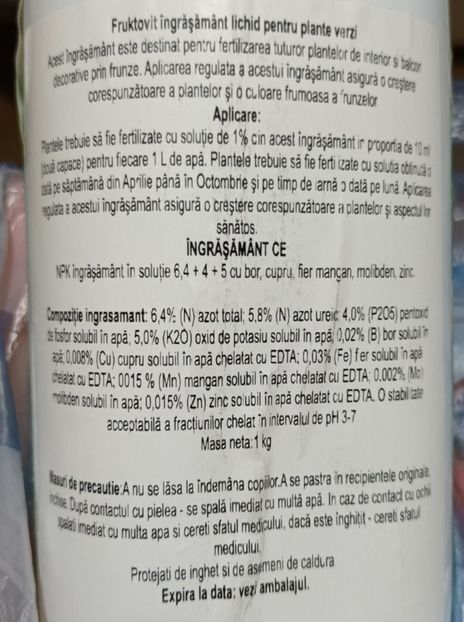 Fruktovit îngrăşământ lichid pentru plante verzi
Acest îngrăşământ este destinat pentru fertilizarea tuturor plantelor de interior si balcon
decorative prin frunze. Aplicarea regulata a acestui îngrăşământ asigură o creştere
corespunzătoare a plantelor şi o culoare frumoasa a frunzelor
Aplicare:
Plantele trebuie să fie fertilizate cu soluție de 1% din acest îngrăşământ in proportia de 10 ml
(două capace) pentru fiecare 1 L de apă. Plantele trebuie să fie fertilizate cu solutia obtinută o
dată pe săptămână din Aprilie până în Octombrie şi pe timp de iarnă o dată pe lună. Aplicarea
regulata a acestui îngrăşământ asigură o creştere corespunzătoare a plantelor şi aspectul lor
sănătos.
ÎNGRĂŞĂMÂNT CE
NPK îngrăşământ în soluție 6,4 + 4 + 5 cu bor, cupru, fier mangan, molibden, zinc
Compoziție ingrasamant: 6,4% (N) azot total; 5.8% (N) azot ureic; 4,0% (P2O5) pentoxid
de fosfor solubil în apă, 5,0% (K2O) oxid de potasiu solubil în apă; 0,02% (B) bor solubil în
apă; 0,008% (Cu) cupru solubil în apă chelatat cu EDTA; 0,03% (Fe) fer solubil în apă
chelatat cu EDTA; 0015 % (Mn) mangan solubil în apă chelatat cu EDTA; 0,002% (Mo)
molibden solubil în apă; 0,015% (Zn) zinc solubil în apă chelatat cu EDTA. O stabilitate
acceptabilă a fracțiunilor chelat în intervalul de pH 3-7
Masa neta:1 kg
Masuri de precautie:A nu se lăsa la îndemâna copiilor.A se pastra în recipientele originale,
închise. După contactul cu pielea - se spală imediat cu multă apă. In caz de contact cu ochii
spalati imediat cu multa apa si cereti sfatul medicului, dacă este înghițit - cereti sfatul
medicului.
Protejati de inghet si de asemeni de caldura
Expira la data: vezi ambalajul.